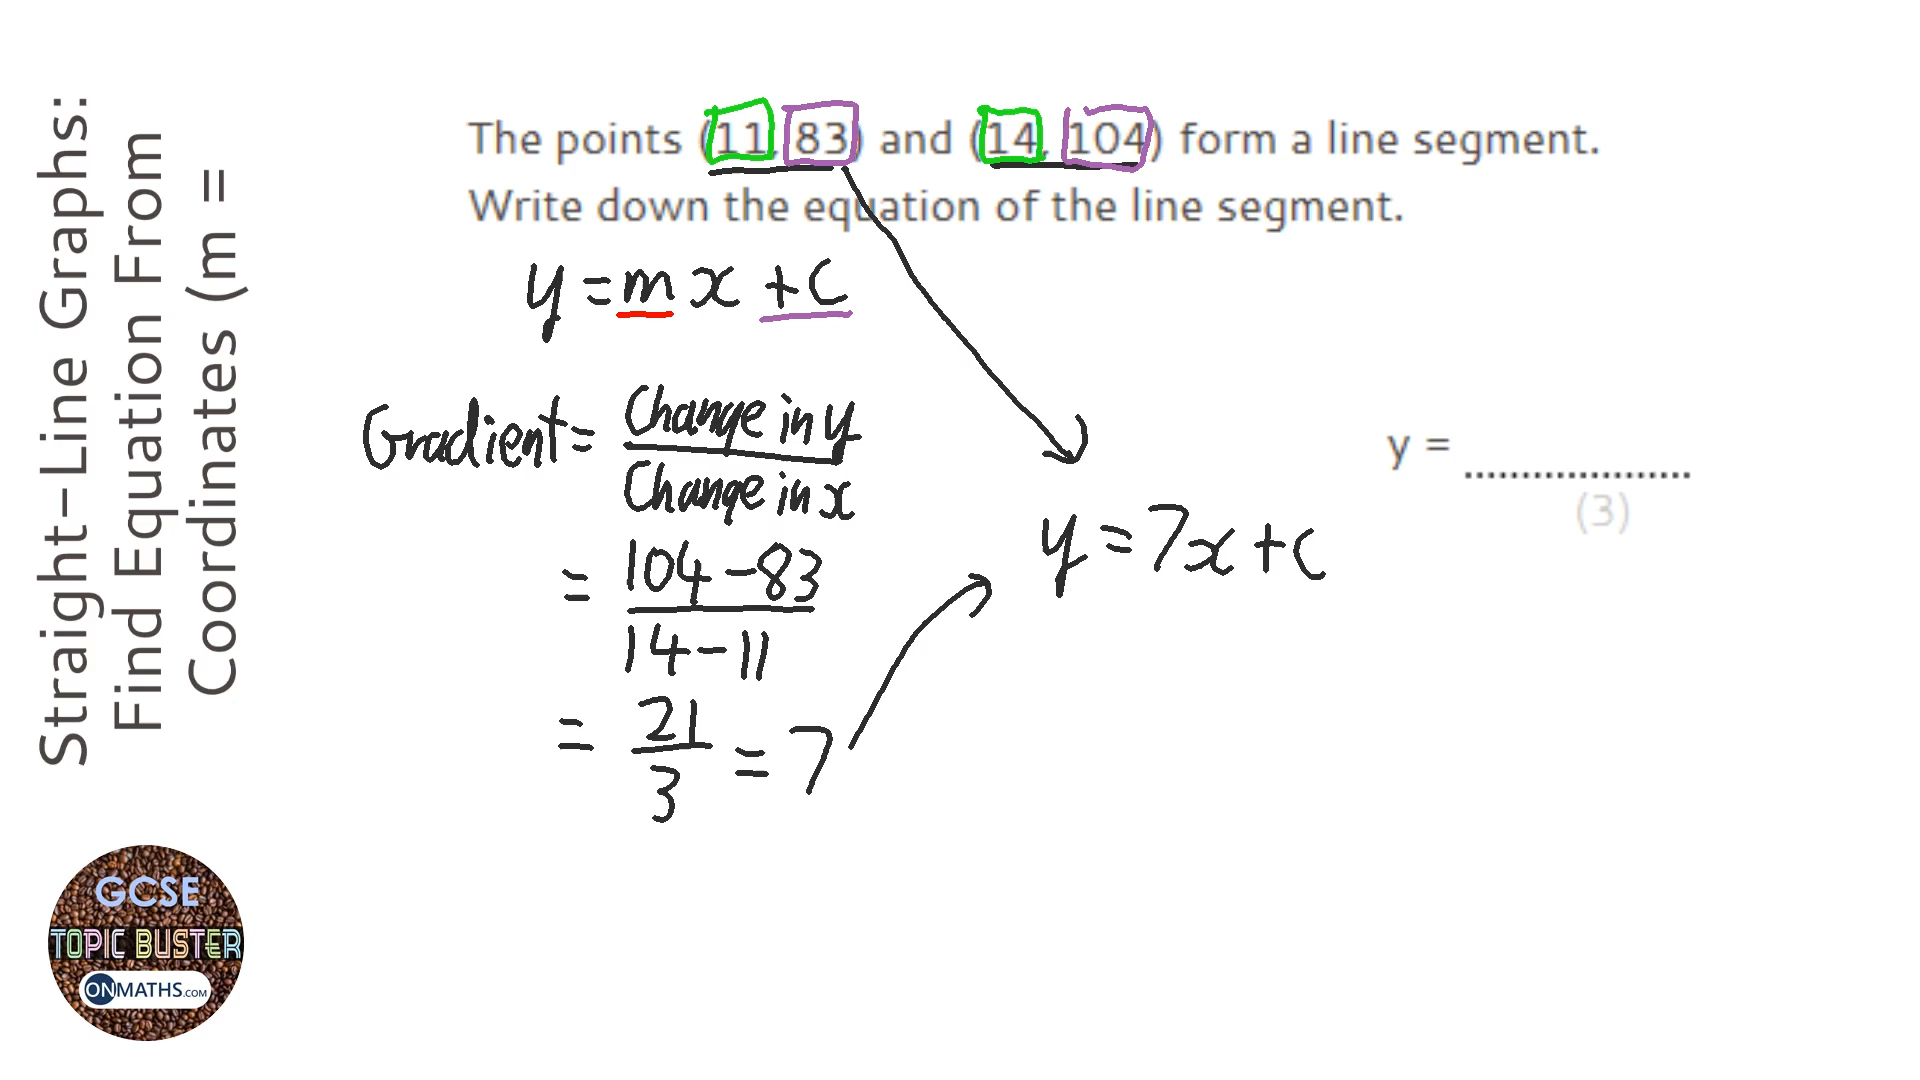 Straight-Line Graphs:
Find Equation From
Coordinates (m =
The points (11, 83) and (14, 104) form a line segment.
Write down the equation of the line segment.
y = mx + c
Gradient = Change in y
Change in x
= 104 - 83
14 - 11
= 21
3
= 7
y = 7x + c
y = ....................
(3)
GCSE
TOPIC BUSTER
ONMATHS.COM